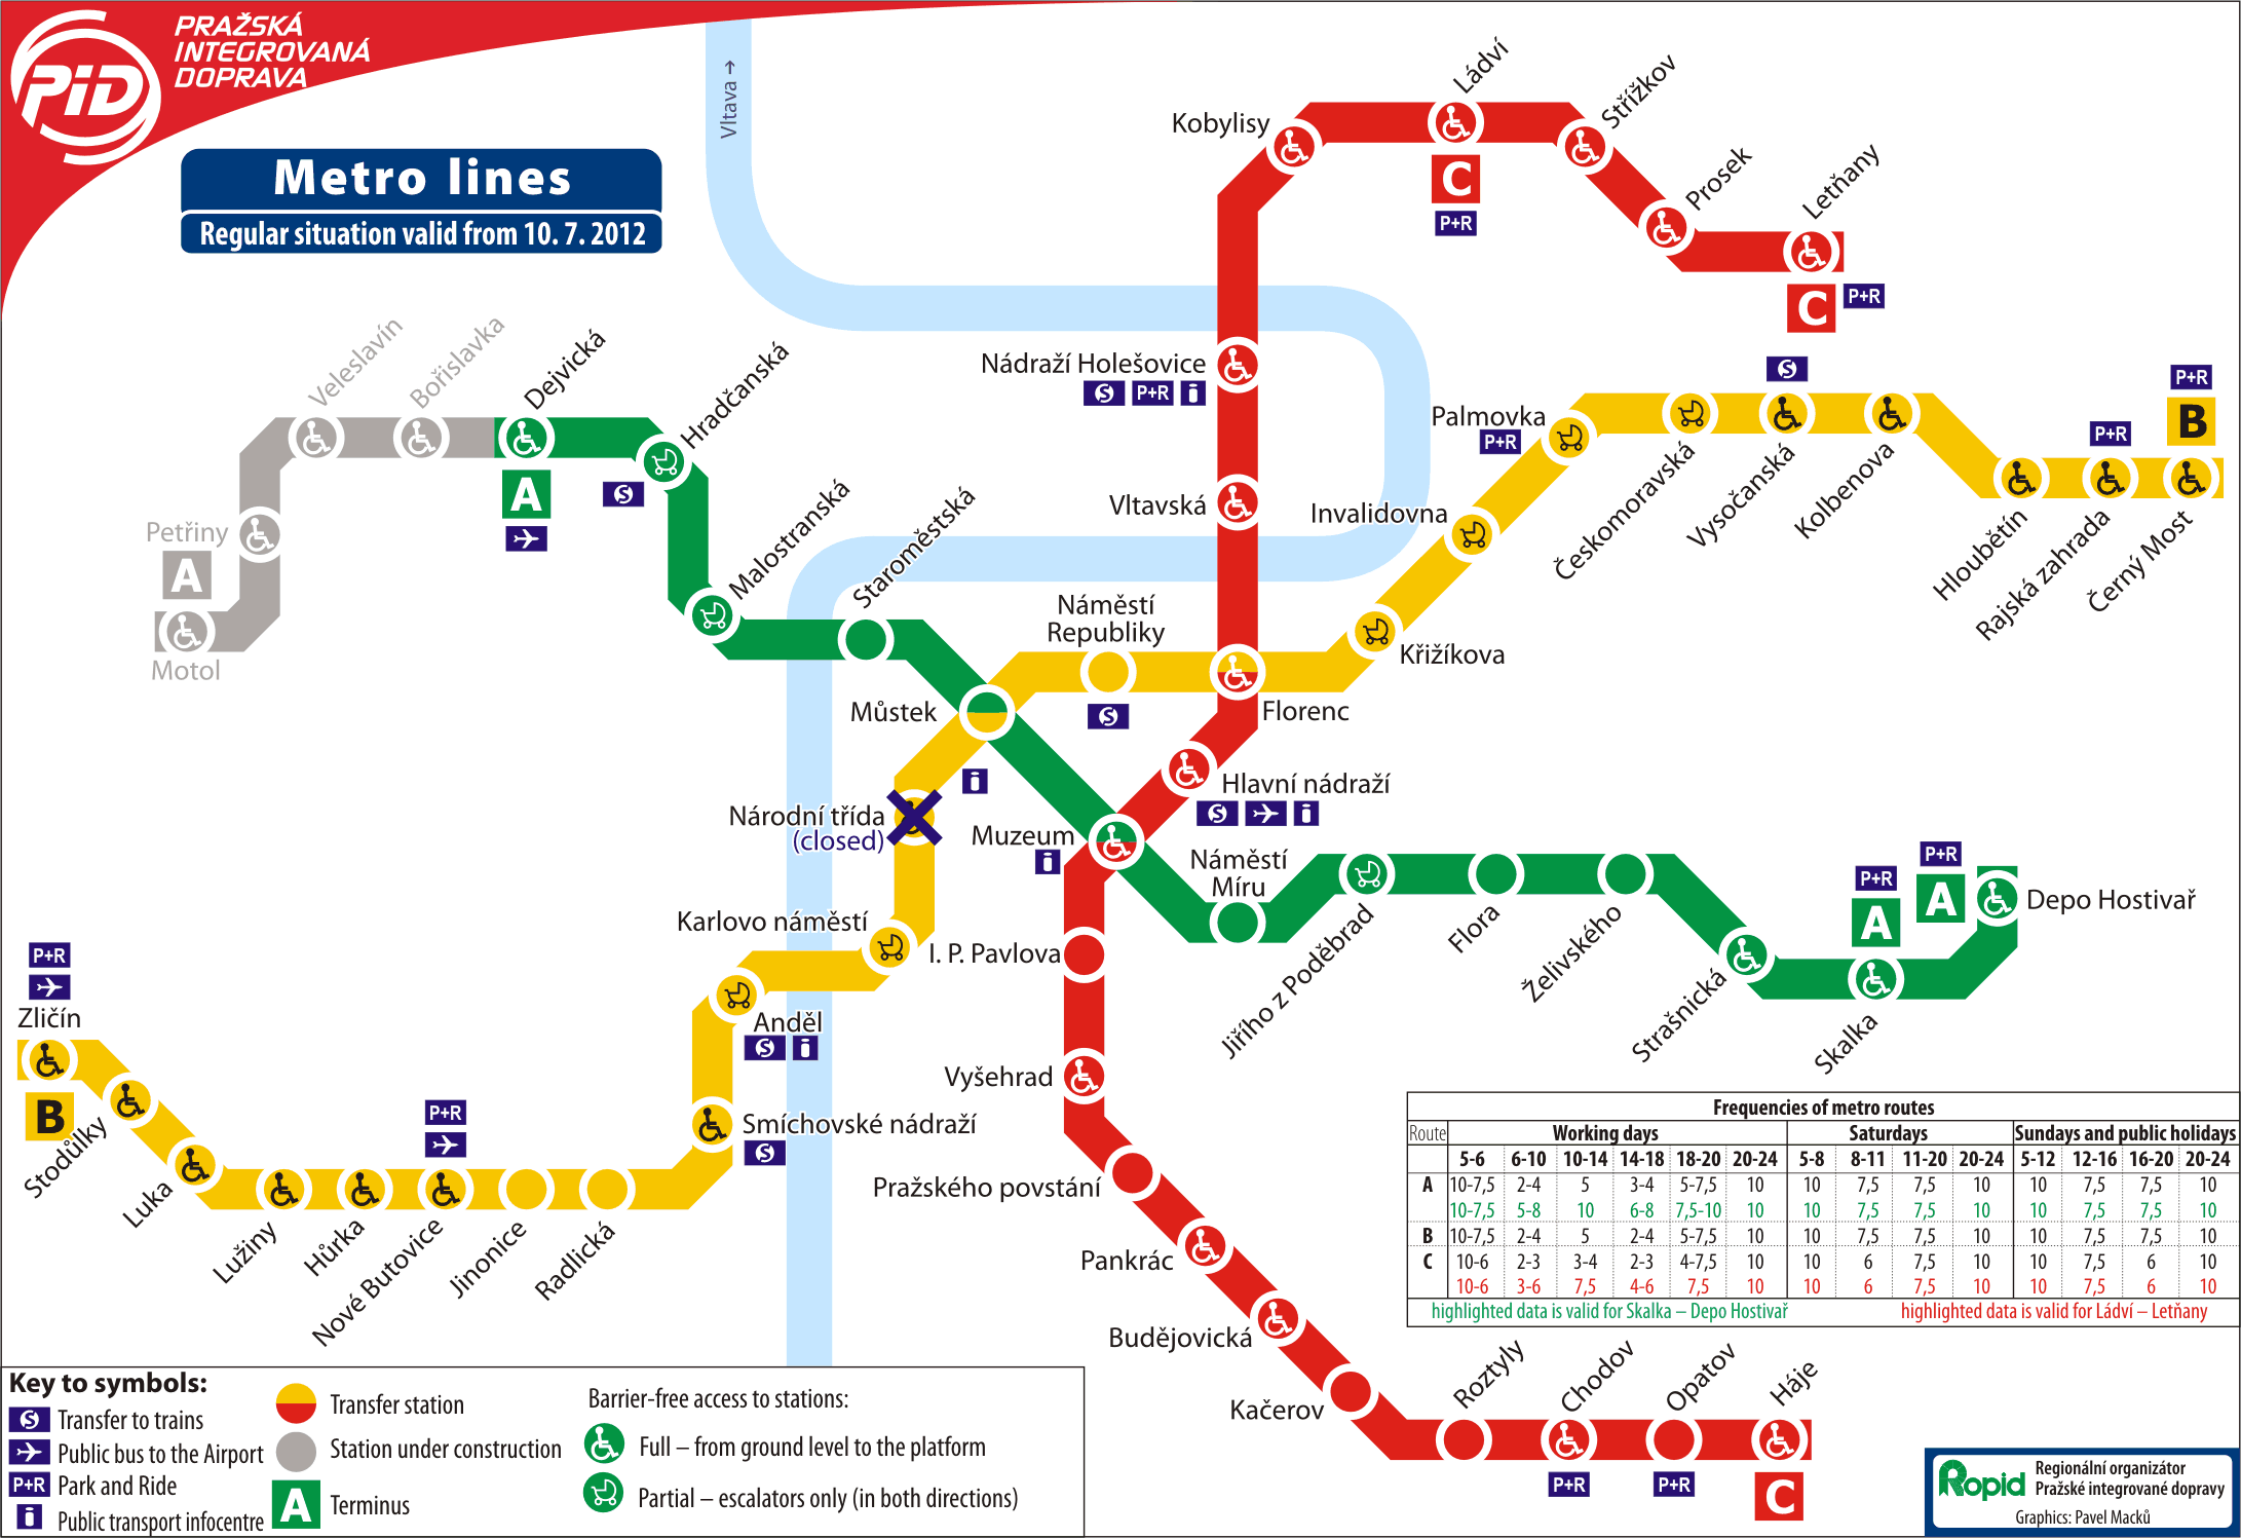 PRAŽSKÁ
INTEGROVANÁ
DOPRAVA
PID
Metro lines
Regular situation valid from 10. 7. 2012
Vltava →
Kobylisy
Ládví
C
P+R
Střížkov
Prosek
Letňany
C
P+R
Nádraží Holešovice
S P+R i
Vltavská
Veleslavín
Bořislavka
Dejvická
A
Hradčanská
S
Petřiny
A
Motol
Malostranská
Staroměstská
Náměstí
Republiky
S
Můstek
i
Florenc
Křižíkova
Invalidovna
Palmovka
P+R
Českomoravská
S
Vysočanská
Kolbenova
Hloubětín
P+R
Rajská zahrada
P+R
B
Černý Most
Národní třída
(closed)
Muzeum
i
Hlavní nádraží
S i
Náměstí
Míru
Jiřího z Poděbrad
Flora
Želivského
Strašnická
P+R
A
Skalka
P+R
A
Depo Hostivař
Karlovo náměstí
I. P. Pavlova
Anděl
S i
Vyšehrad
Smíchovské nádraží
S
P+R
Zličín
B
Stodůlky
Luka
Lužiny
Hůrka
P+R
Nové Butovice
Jinonice
Radlická
Pražského povstání
Pankrác
Budějovická
Kačerov
Roztyly
Chodov
P+R
Opatov
P+R
Háje
C
Frequencies of metro routes
Route Working days Saturdays Sundays and public holidays
5-6 6-10 10-14 14-18 18-20 20-24 5-8 8-11 11-20 20-24 5-12 12-16 16-20 20-24
A 10-7,5 2-4 5 3-4 5-7,5 10 10 7,5 7,5 10 10 7,5 7,5 10
10-7,5 5-8 10 6-8 7,5-10 10 10 7,5 7,5 10 10 7,5 7,5 10
B 10-7,5 2-4 5 2-4 5-7,5 10 10 7,5 7,5 10 10 7,5 7,5 10
C 10-6 2-3 3-4 2-3 4-7,5 10 10 6 7,5 10 10 7,5 6 10
10-6 3-6 7,5 4-6 7,5 10 10 6 7,5 10 10 7,5 6 10
highlighted data is valid for Skalka – Depo Hostivař highlighted data is valid for Ládví – Letňany
Key to symbols:
S Transfer to trains
Public bus to the Airport
P+R Park and Ride
i Public transport infocentre
Transfer station
Station under construction
A Terminus
Barrier-free access to stations:
Full – from ground level to the platform
Partial – escalators only (in both directions)
Ropid
Regionální organizátor
Pražské integrované dopravy
Graphics: Pavel Macků